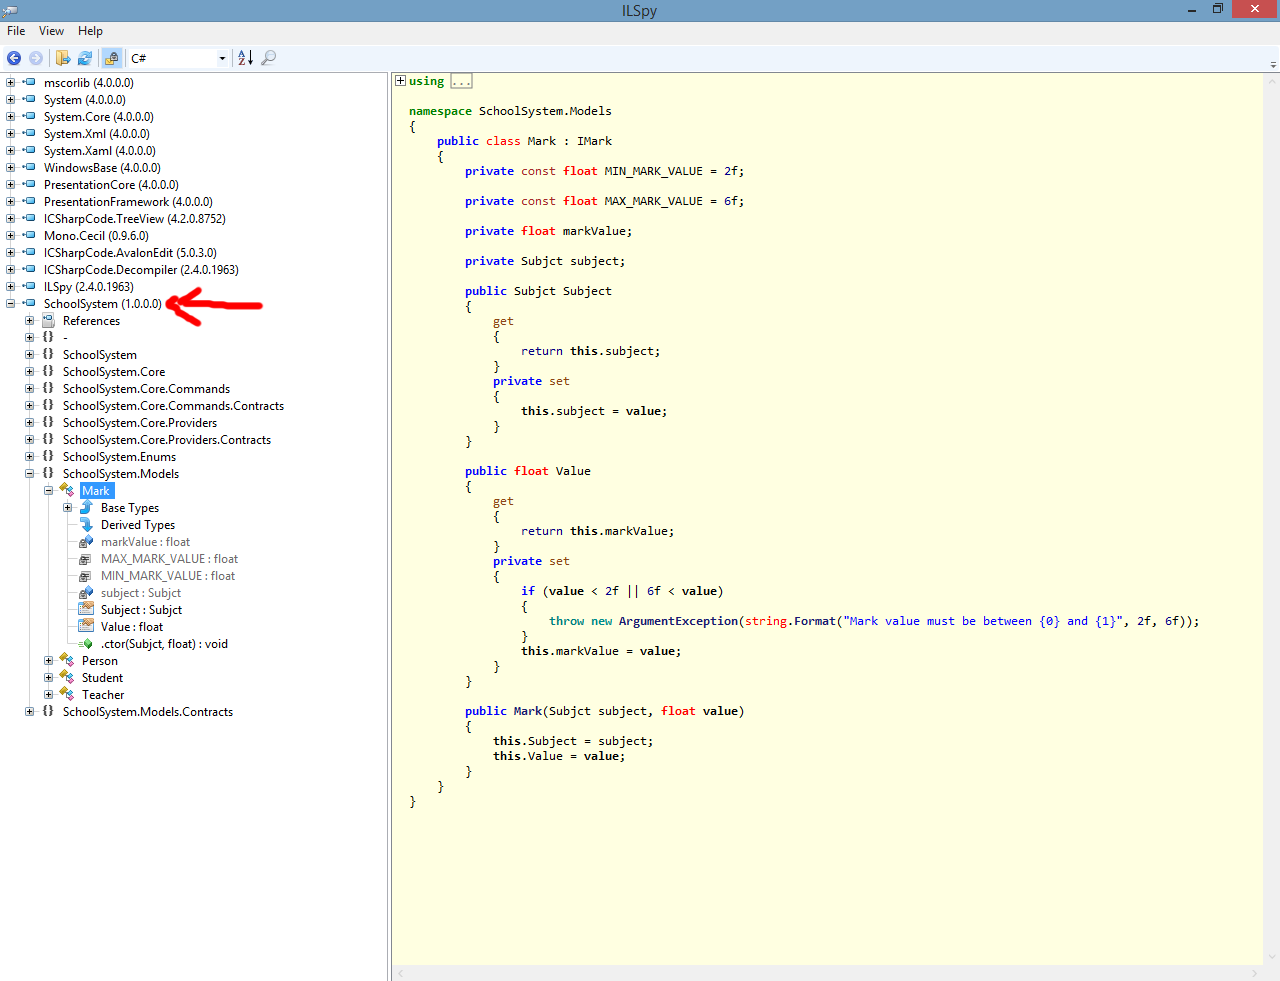 ILSpy
File View Help
C#
mscorlib (4.0.0.0)
System (4.0.0.0)
System.Core (4.0.0.0)
System.Xml (4.0.0.0)
System.Xaml (4.0.0.0)
WindowsBase (4.0.0.0)
PresentationCore (4.0.0.0)
PresentationFramework (4.0.0.0)
ICSharpCode.TreeView (4.2.0.8752)
Mono.Cecil (0.9.6.0)
ICSharpCode.AvalonEdit (5.0.3.0)
ICSharpCode.Decompiler (2.4.0.1963)
ILSpy (2.4.0.1963)
SchoolSystem (1.0.0.0)
References
{} -
{} SchoolSystem
{} SchoolSystem.Core
{} SchoolSystem.Core.Commands
{} SchoolSystem.Core.Commands.Contracts
{} SchoolSystem.Core.Providers
{} SchoolSystem.Core.Providers.Contracts
{} SchoolSystem.Enums
{} SchoolSystem.Models
Mark
Base Types
Derived Types
markValue : float
MAX_MARK_VALUE : float
MIN_MARK_VALUE : float
subject : Subjct
Subject : Subjct
Value : float
.ctor(Subjct, float) : void
Person
Student
Teacher
{} SchoolSystem.Models.Contracts
using ...
namespace SchoolSystem.Models
{
public class Mark : IMark
{
private const float MIN_MARK_VALUE = 2f;
private const float MAX_MARK_VALUE = 6f;
private float markValue;
private Subjct subject;
public Subjct Subject
{
get
{
return this.subject;
}
private set
{
this.subject = value;
}
}
public float Value
{
get
{
return this.markValue;
}
private set
{
if (value < 2f || 6f < value)
{
throw new ArgumentException(string.Format("Mark value must be between {0} and {1}", 2f, 6f));
}
this.markValue = value;
}
}
public Mark(Subjct subject, float value)
{
this.Subject = subject;
this.Value = value;
}
}
}